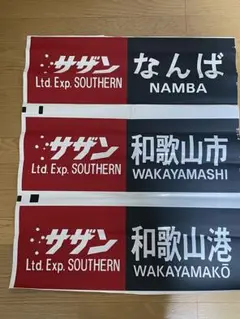 サザン なんば
Ltd. Exp. SOUTHERN NAMBA
サザン 和歌山市
Ltd. Exp. SOUTHERN WAKAYAMASHI
サザン 和歌山港
Ltd. Exp. SOUTHERN WAKAYAMAKŌ